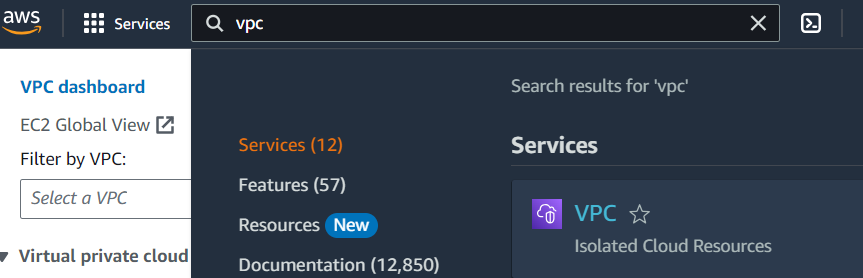 aws
Services
vpc
VPC dashboard
EC2 Global View
Filter by VPC:
Select a VPC
Virtual private cloud
Services (12)
Features (57)
Resources New
Documentation (12,850)
Search results for 'vpc'
Services
VPC
Isolated Cloud Resources